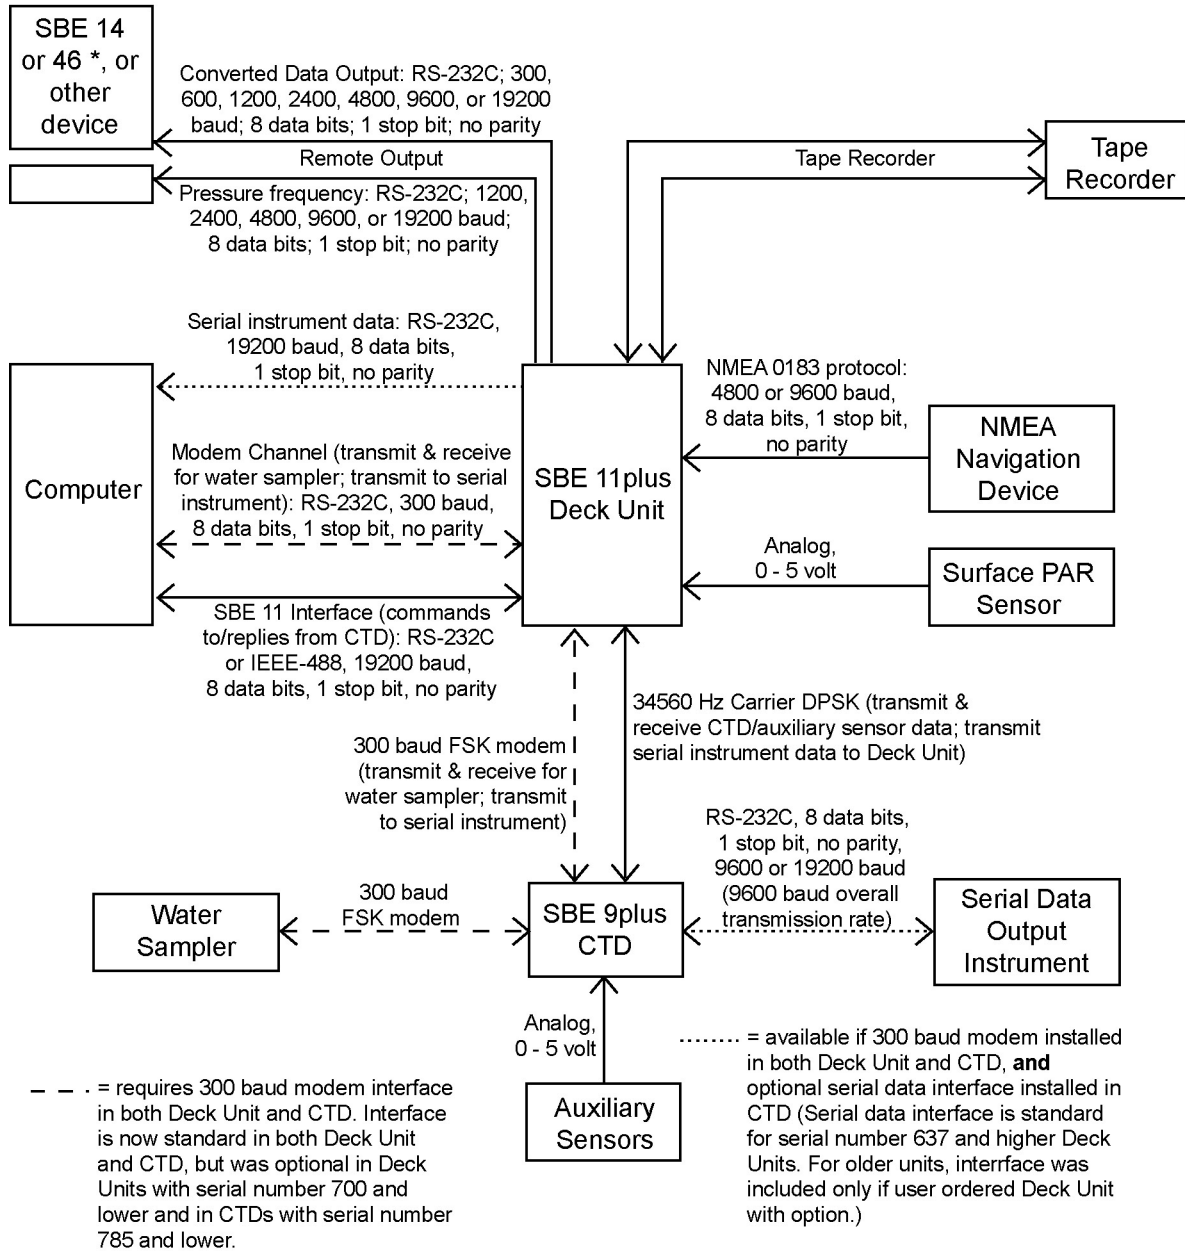 SBE 14
or 46 *, or
other
device
Converted Data Output: RS-232C; 300,
600, 1200, 2400, 4800, 9600, or 19200
baud; 8 data bits; 1 stop bit; no parity
Remote Output
Pressure frequency: RS-232C; 1200,
2400, 4800, 9600, or 19200 baud;
8 data bits; 1 stop bit; no parity
Tape Recorder
Tape
Recorder
Serial instrument data: RS-232C,
19200 baud, 8 data bits,
1 stop bit, no parity
Computer
Modem Channel (transmit & receive
for water sampler; transmit to serial
instrument): RS-232C, 300 baud,
8 data bits, 1 stop bit, no parity
SBE 11 Interface (commands
to/replies from CTD): RS-232C
or IEEE-488, 19200 baud,
8 data bits, 1 stop bit, no parity
SBE 11plus
Deck Unit
NMEA 0183 protocol:
4800 or 9600 baud,
8 data bits, 1 stop bit,
no parity
NMEA
Navigation
Device
Analog,
0 - 5 volt
Surface PAR
Sensor
34560 Hz Carrier DPSK (transmit &
receive CTD/auxiliary sensor data; transmit
serial instrument data to Deck Unit)
300 baud FSK modem
(transmit & receive for
water sampler; transmit
to serial instrument)
RS-232C, 8 data bits,
1 stop bit, no parity,
9600 or 19200 baud
(9600 baud overall
transmission rate)
Water
Sampler
300 baud
FSK modem
SBE 9plus
CTD
Serial Data
Output
Instrument
Analog,
0 - 5 volt
Auxiliary
Sensors
= requires 300 baud modem interface
in both Deck Unit and CTD. Interface
is now standard in both Deck Unit
and CTD, but was optional in Deck
Units with serial number 700 and
lower and in CTDs with serial number
785 and lower.
= available if 300 baud modem installed
in both Deck Unit and CTD, and
optional serial data interface installed in
CTD (Serial data interface is standard
for serial number 637 and higher Deck
Units. For older units, interrface was
included only if user ordered Deck Unit
with option.)